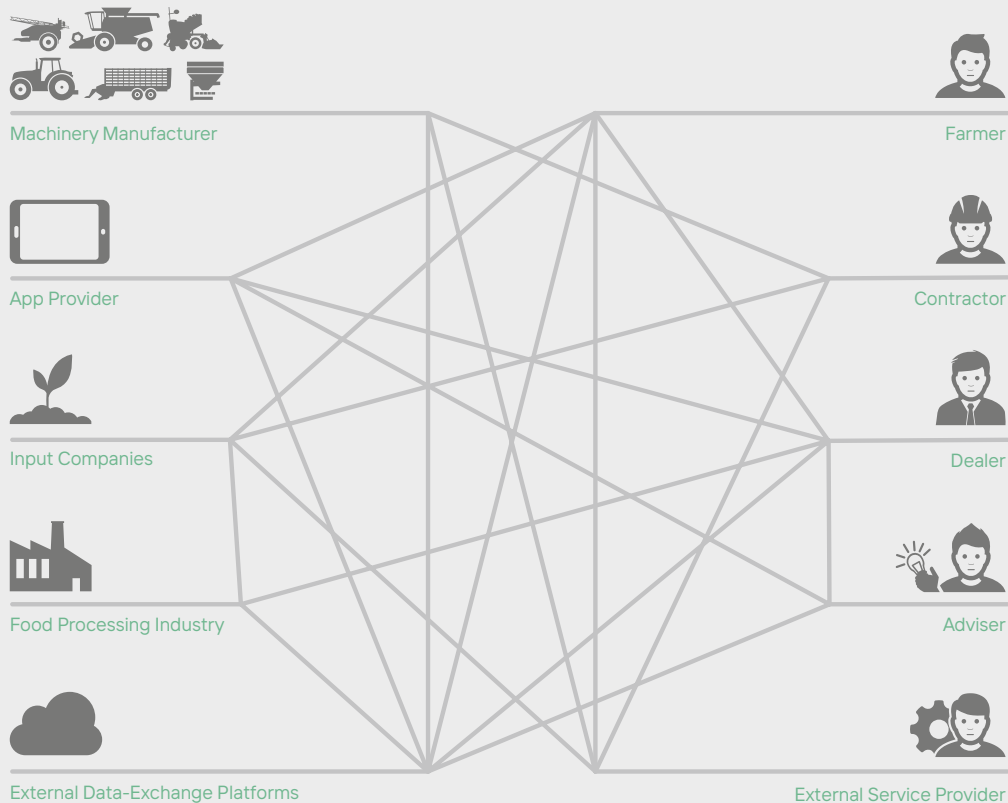 Machinery Manufacturer
Farmer
App Provider
Contractor
Input Companies
Dealer
Food Processing Industry
Adviser
External Data-Exchange Platforms
External Service Provider